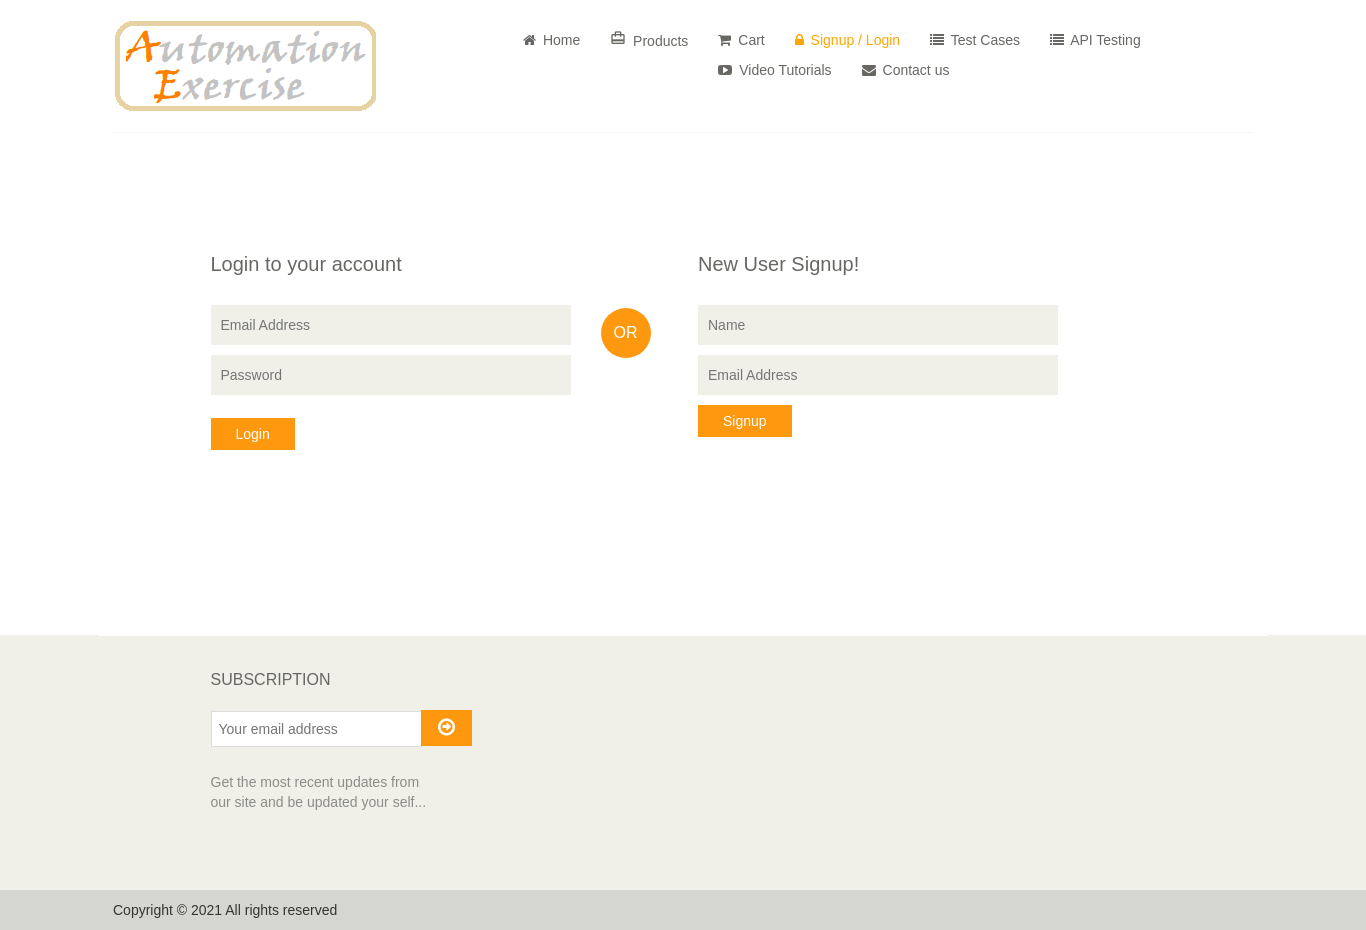 Automation
Exercise
Home
Products
Cart
Signup / Login
Test Cases
API Testing
Video Tutorials
Contact us
Login to your account
Email Address
Password
Login
OR
New User Signup!
Name
Email Address
Signup
SUBSCRIPTION
Your email address
Get the most recent updates from
our site and be updated your self...
Copyright © 2021 All rights reserved